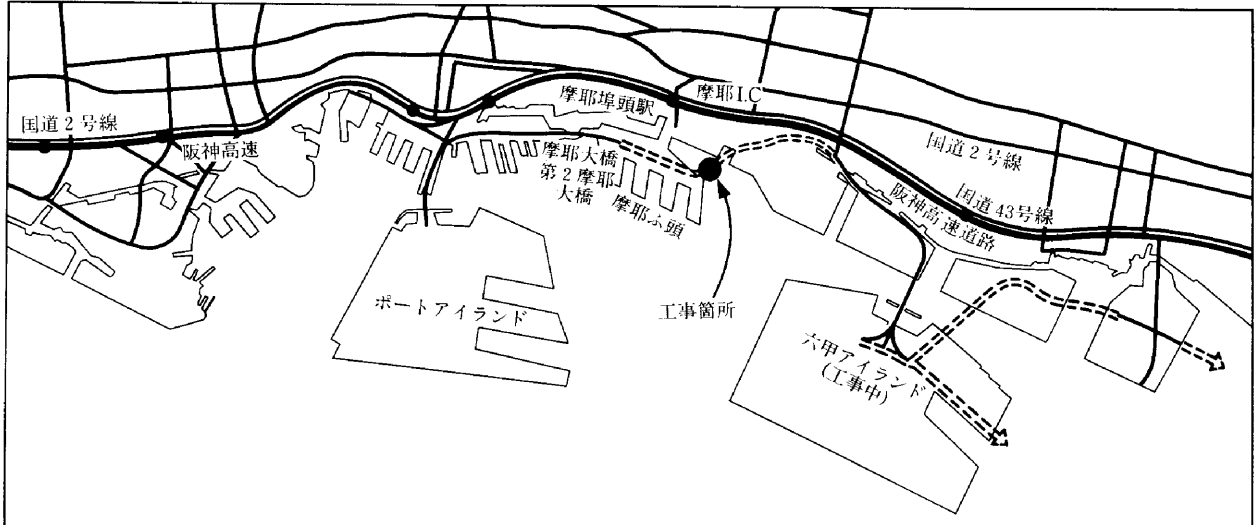 国道2号線
阪神高速
摩耶埠頭駅
摩耶I.C
国道2号線
国道43号線
阪神高速道路
摩耶大橋
第2摩耶
大橋
摩耶ふ頭
工事箇所
ポートアイランド
六甲アイランド
(工事中)